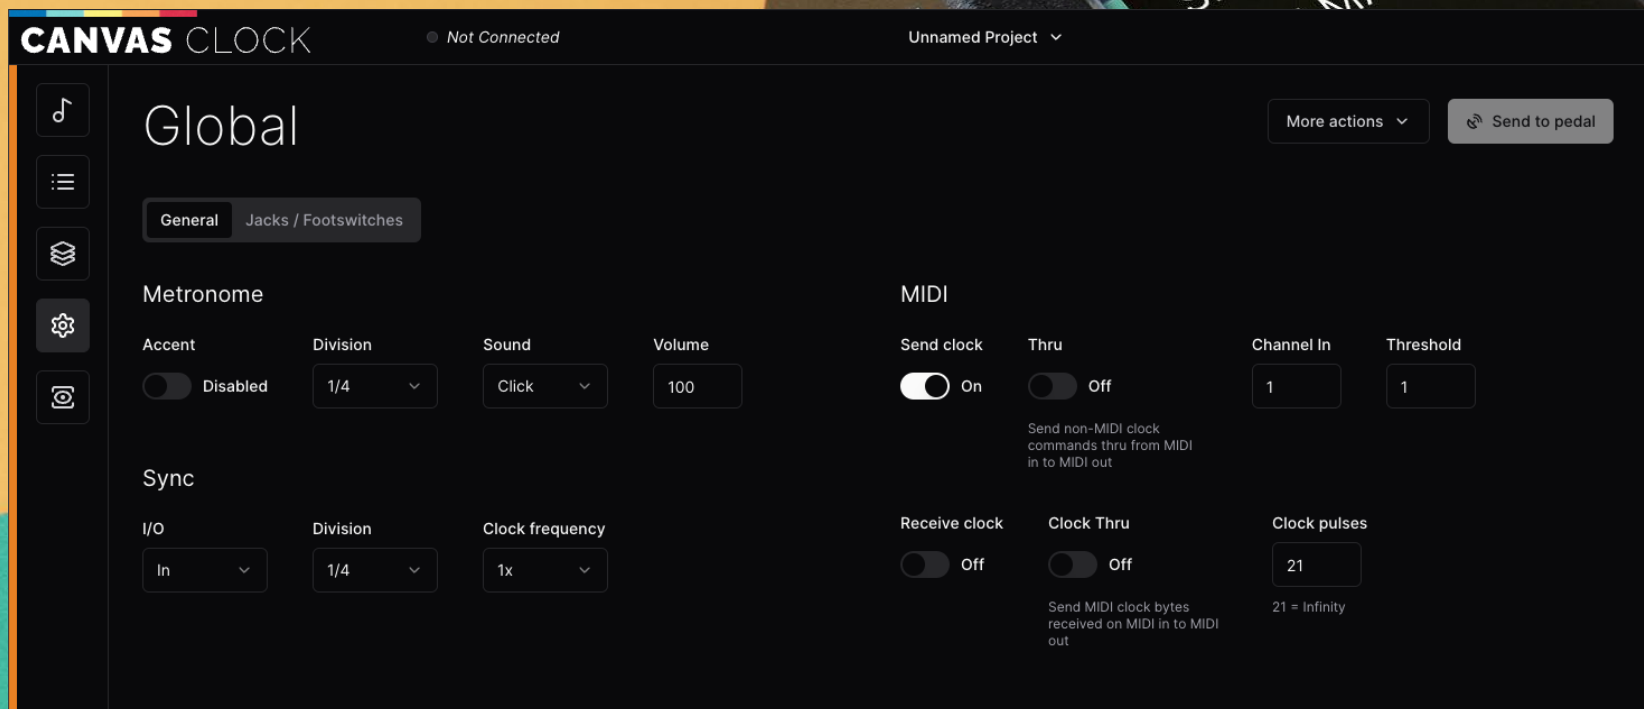 CANVAS CLOCK
Not Connected
Unnamed Project
Global
More actions
Send to pedal
General
Jacks / Footswitches
Metronome
Accent
Division
Sound
Volume
Disabled
1/4
Click
100
Sync
I/O
Division
Clock frequency
In
1/4
1x
MIDI
Send clock
Thru
Channel In
Threshold
On
Off
1
1
Send non-MIDI clock
commands thru from MIDI
in to MIDI out
Receive clock
Clock Thru
Clock pulses
Off
Off
21
Send MIDI clock bytes
received on MIDI in to MIDI
out
21 = Infinity